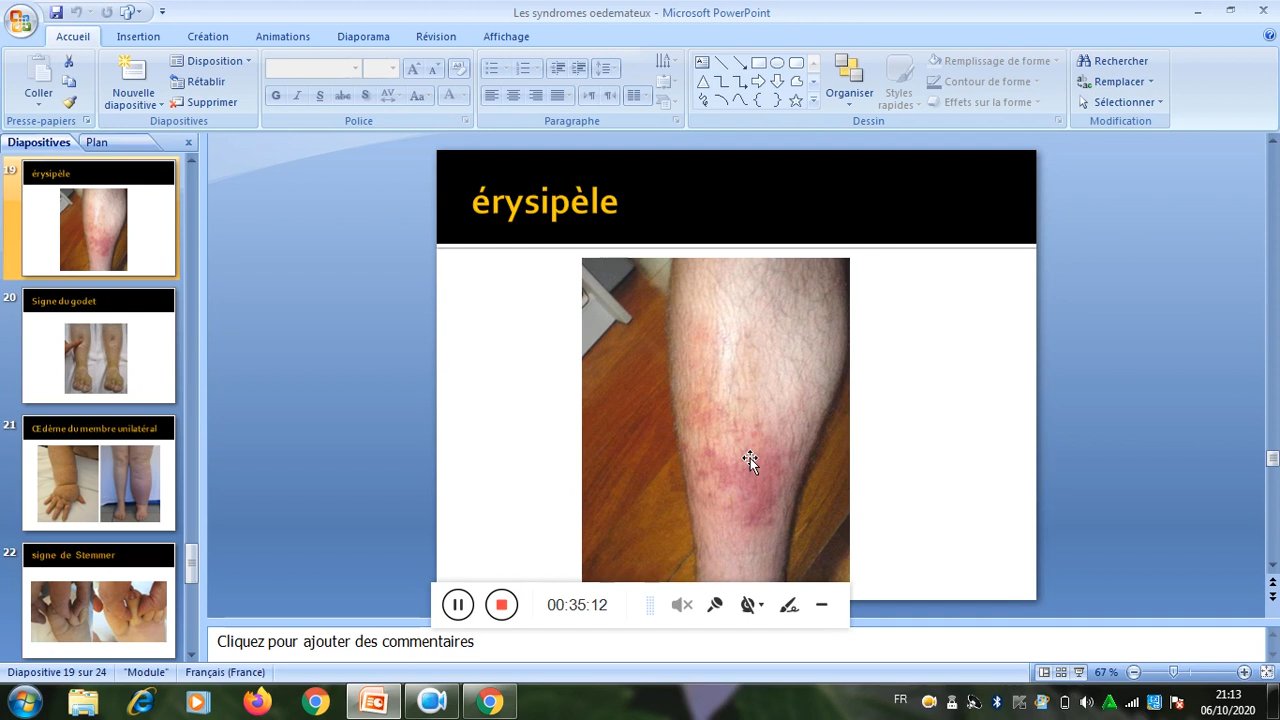 Les syndromes oedemateux - Microsoft PowerPoint
Accueil Insertion Création Animations Diaporama Révision Affichage
Coller
Nouvelle diapositive
Disposition
Rétablir
Supprimer
Organiser
Styles rapides
Remplissage de forme
Contour de forme
Effets sur la forme
Rechercher
Remplacer
Sélectionner
G I S abe S AV Aa A
Presse-papiers Diapositives Police Paragraphe Dessin Modification
Diapositives Plan
19
érysipèle
20
Signe du godet
21
Œdème du membre unilatéral
22
signe de Stemmer
érysipèle
00:35:12
Cliquez pour ajouter des commentaires
Diapositive 19 sur 24 "Module" Français (France) 67 %
FR 21:13
06/10/2020